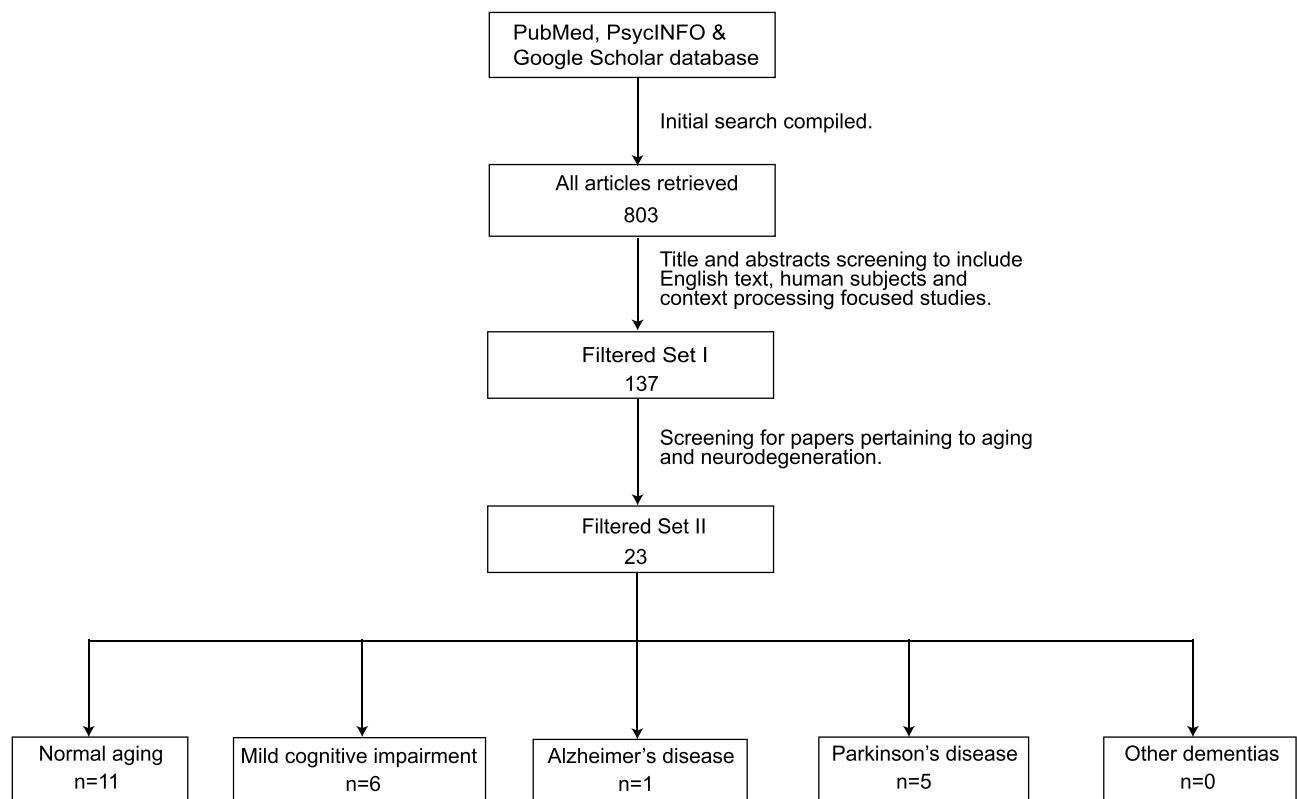 PubMed, PsycINFO &
Google Scholar database
Initial search compiled.
All articles retrieved
803
Title and abstracts screening to include
English text, human subjects and
context processing focused studies.
Filtered Set I
137
Screening for papers pertaining to aging
and neurodegeneration.
Filtered Set II
23
Normal aging
n=11
Mild cognitive impairment
n=6
Alzheimer’s disease
n=1
Parkinson’s disease
n=5
Other dementias
n=0